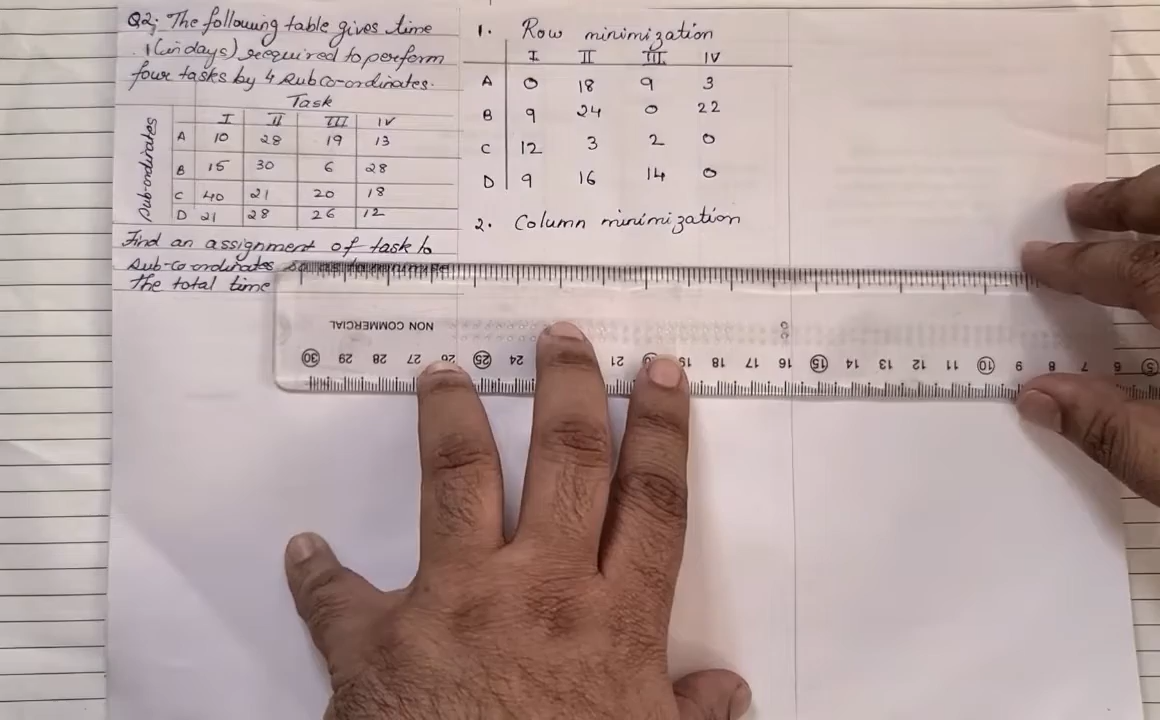 Q2; The following table gives time
(in days) required to perform
four tasks by 4 subco-ordinates.
Task
Sub-ordinates
I II III IV
A 10 28 19 13
B 15 30 6 28
C 40 21 20 18
D 21 28 26 12
Find an assignment of task to
sub-co ordinates so as to minimise
the total time
1. Row minimization
I II III IV
A 0 18 9 3
B 9 24 0 22
C 12 3 2 0
D 9 16 14 0
2. Column minimization
NON COMMERCIAL
30 29 28 27 26 25 24 21 19 18 17 16 15 14 13 12 11 10 9 8 7 6 5